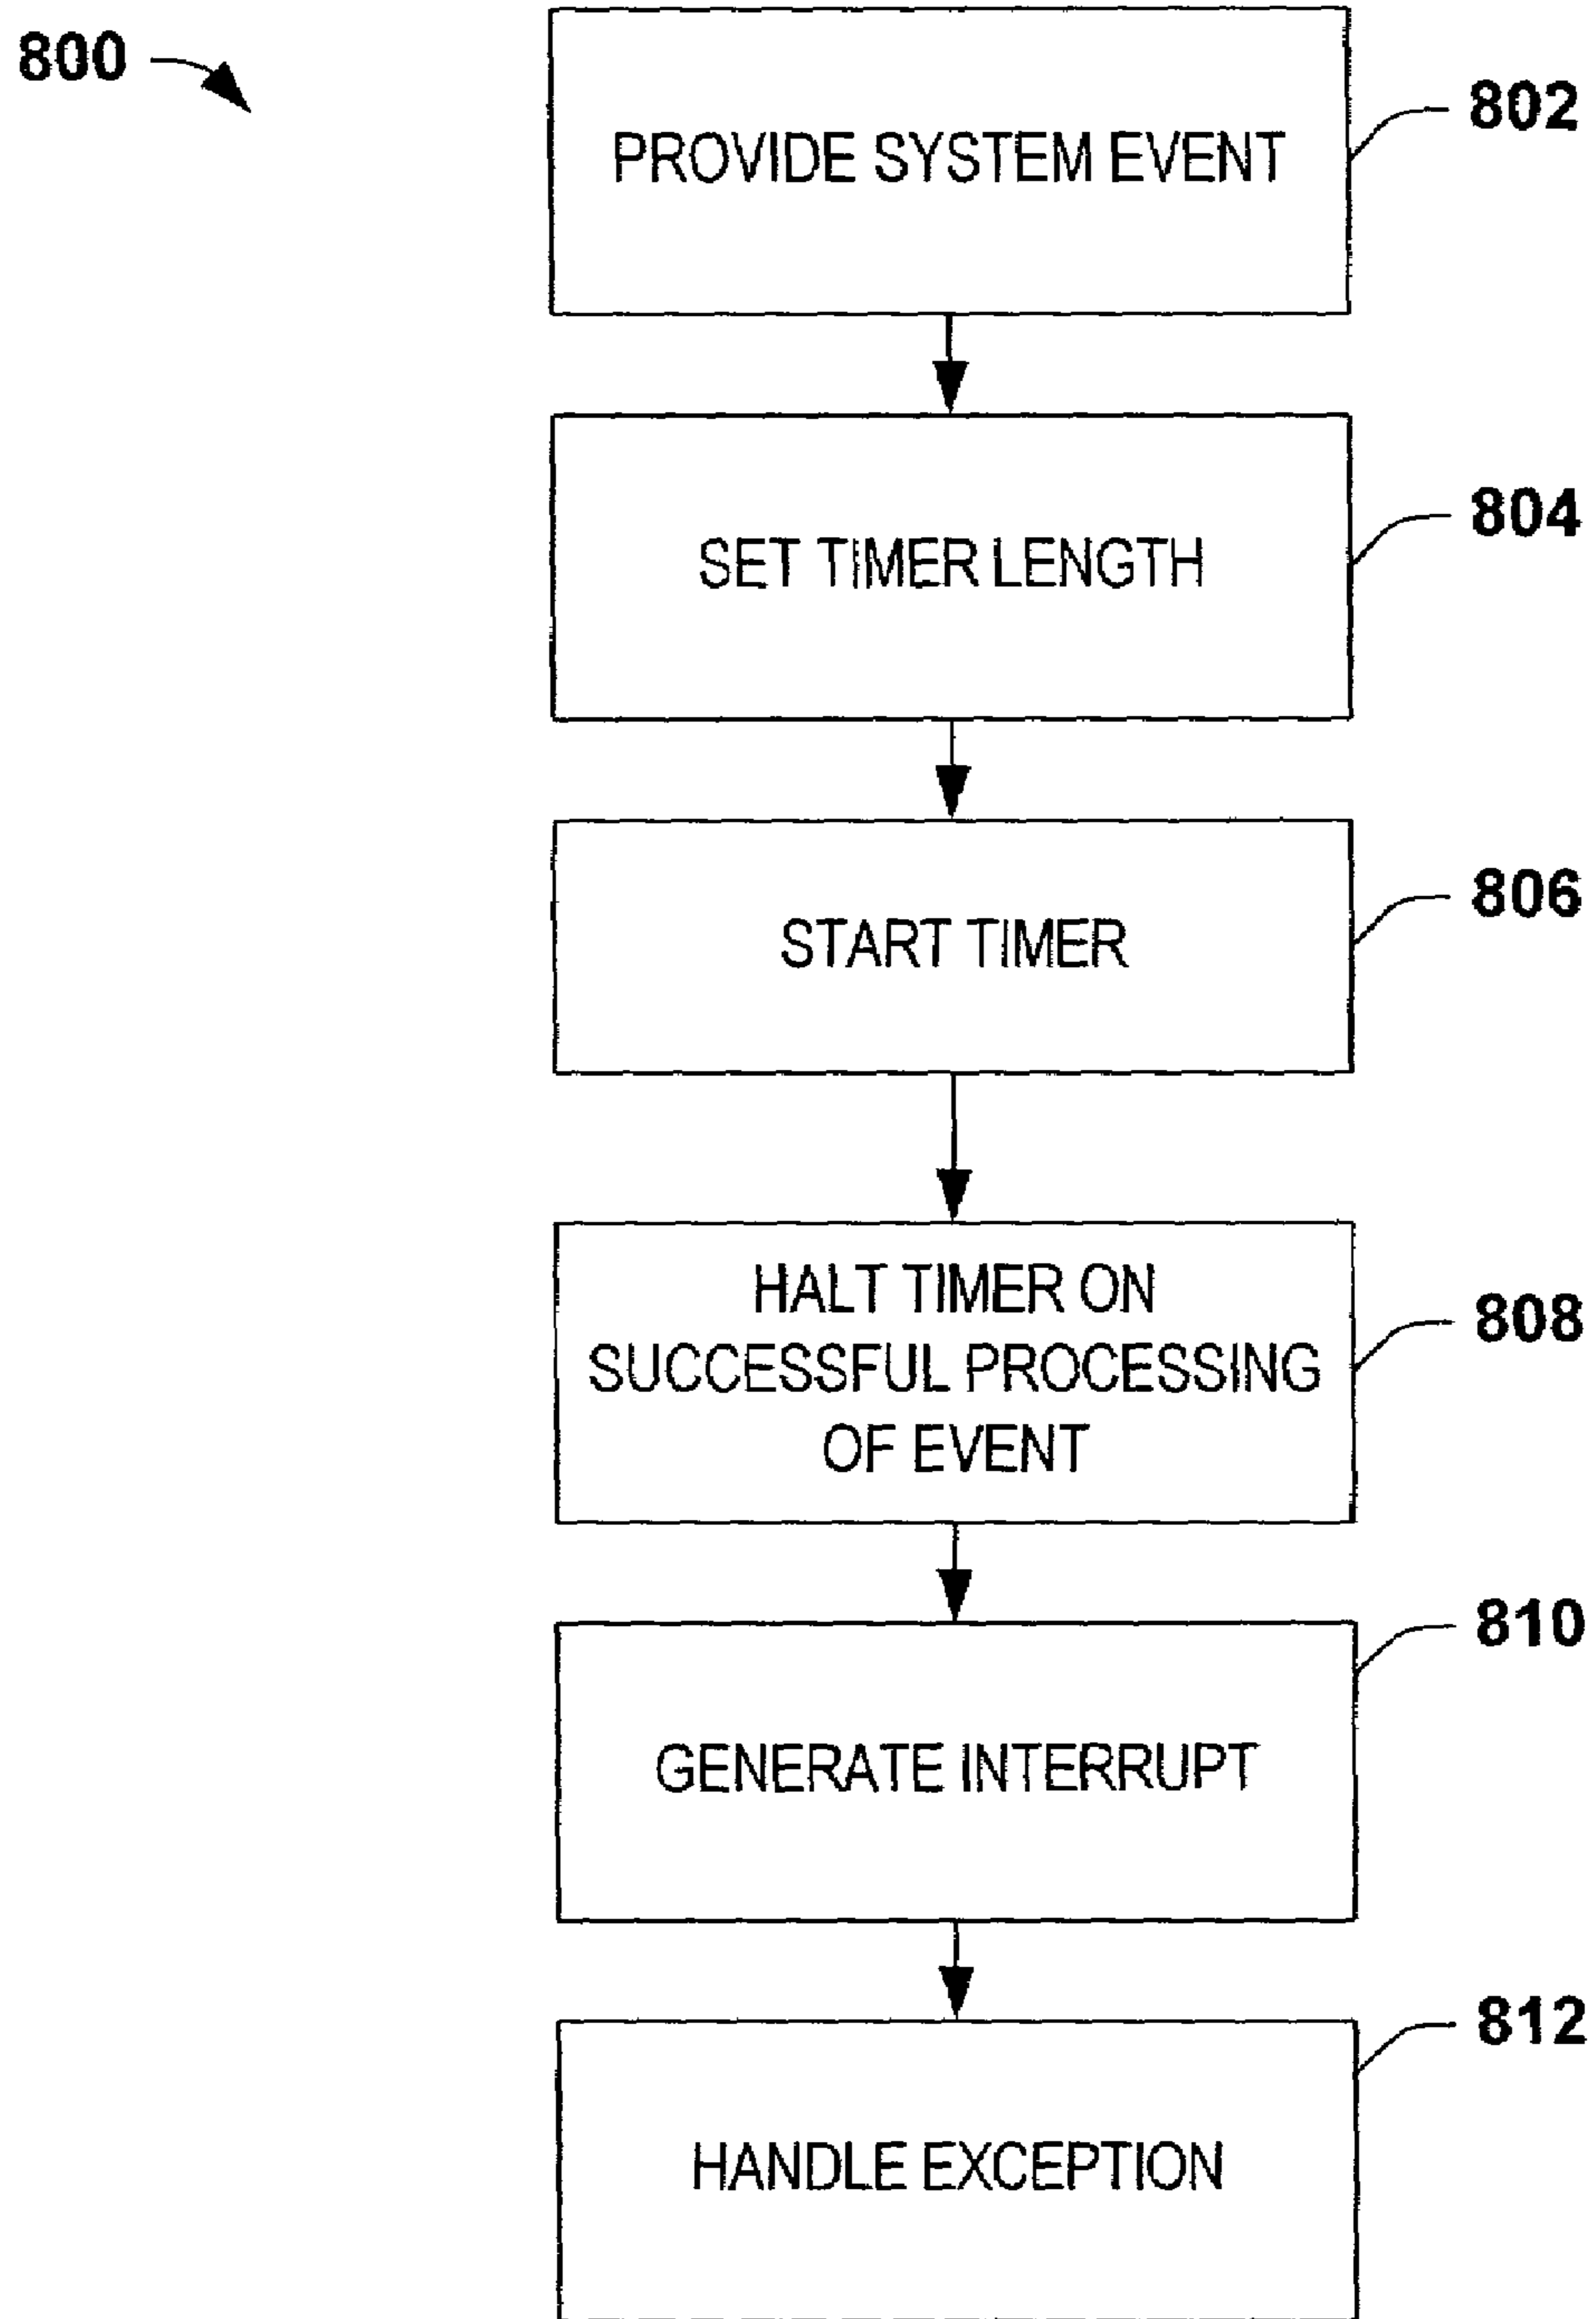 800
802
PROVIDE SYSTEM EVENT
804
SET TIMER LENGTH
806
START TIMER
HALT TIMER ON
808
SUCCESSFUL PROCESSING
OF EVENT
810
GENERATE INTERRUPT
812
HANDLE EXCEPTION